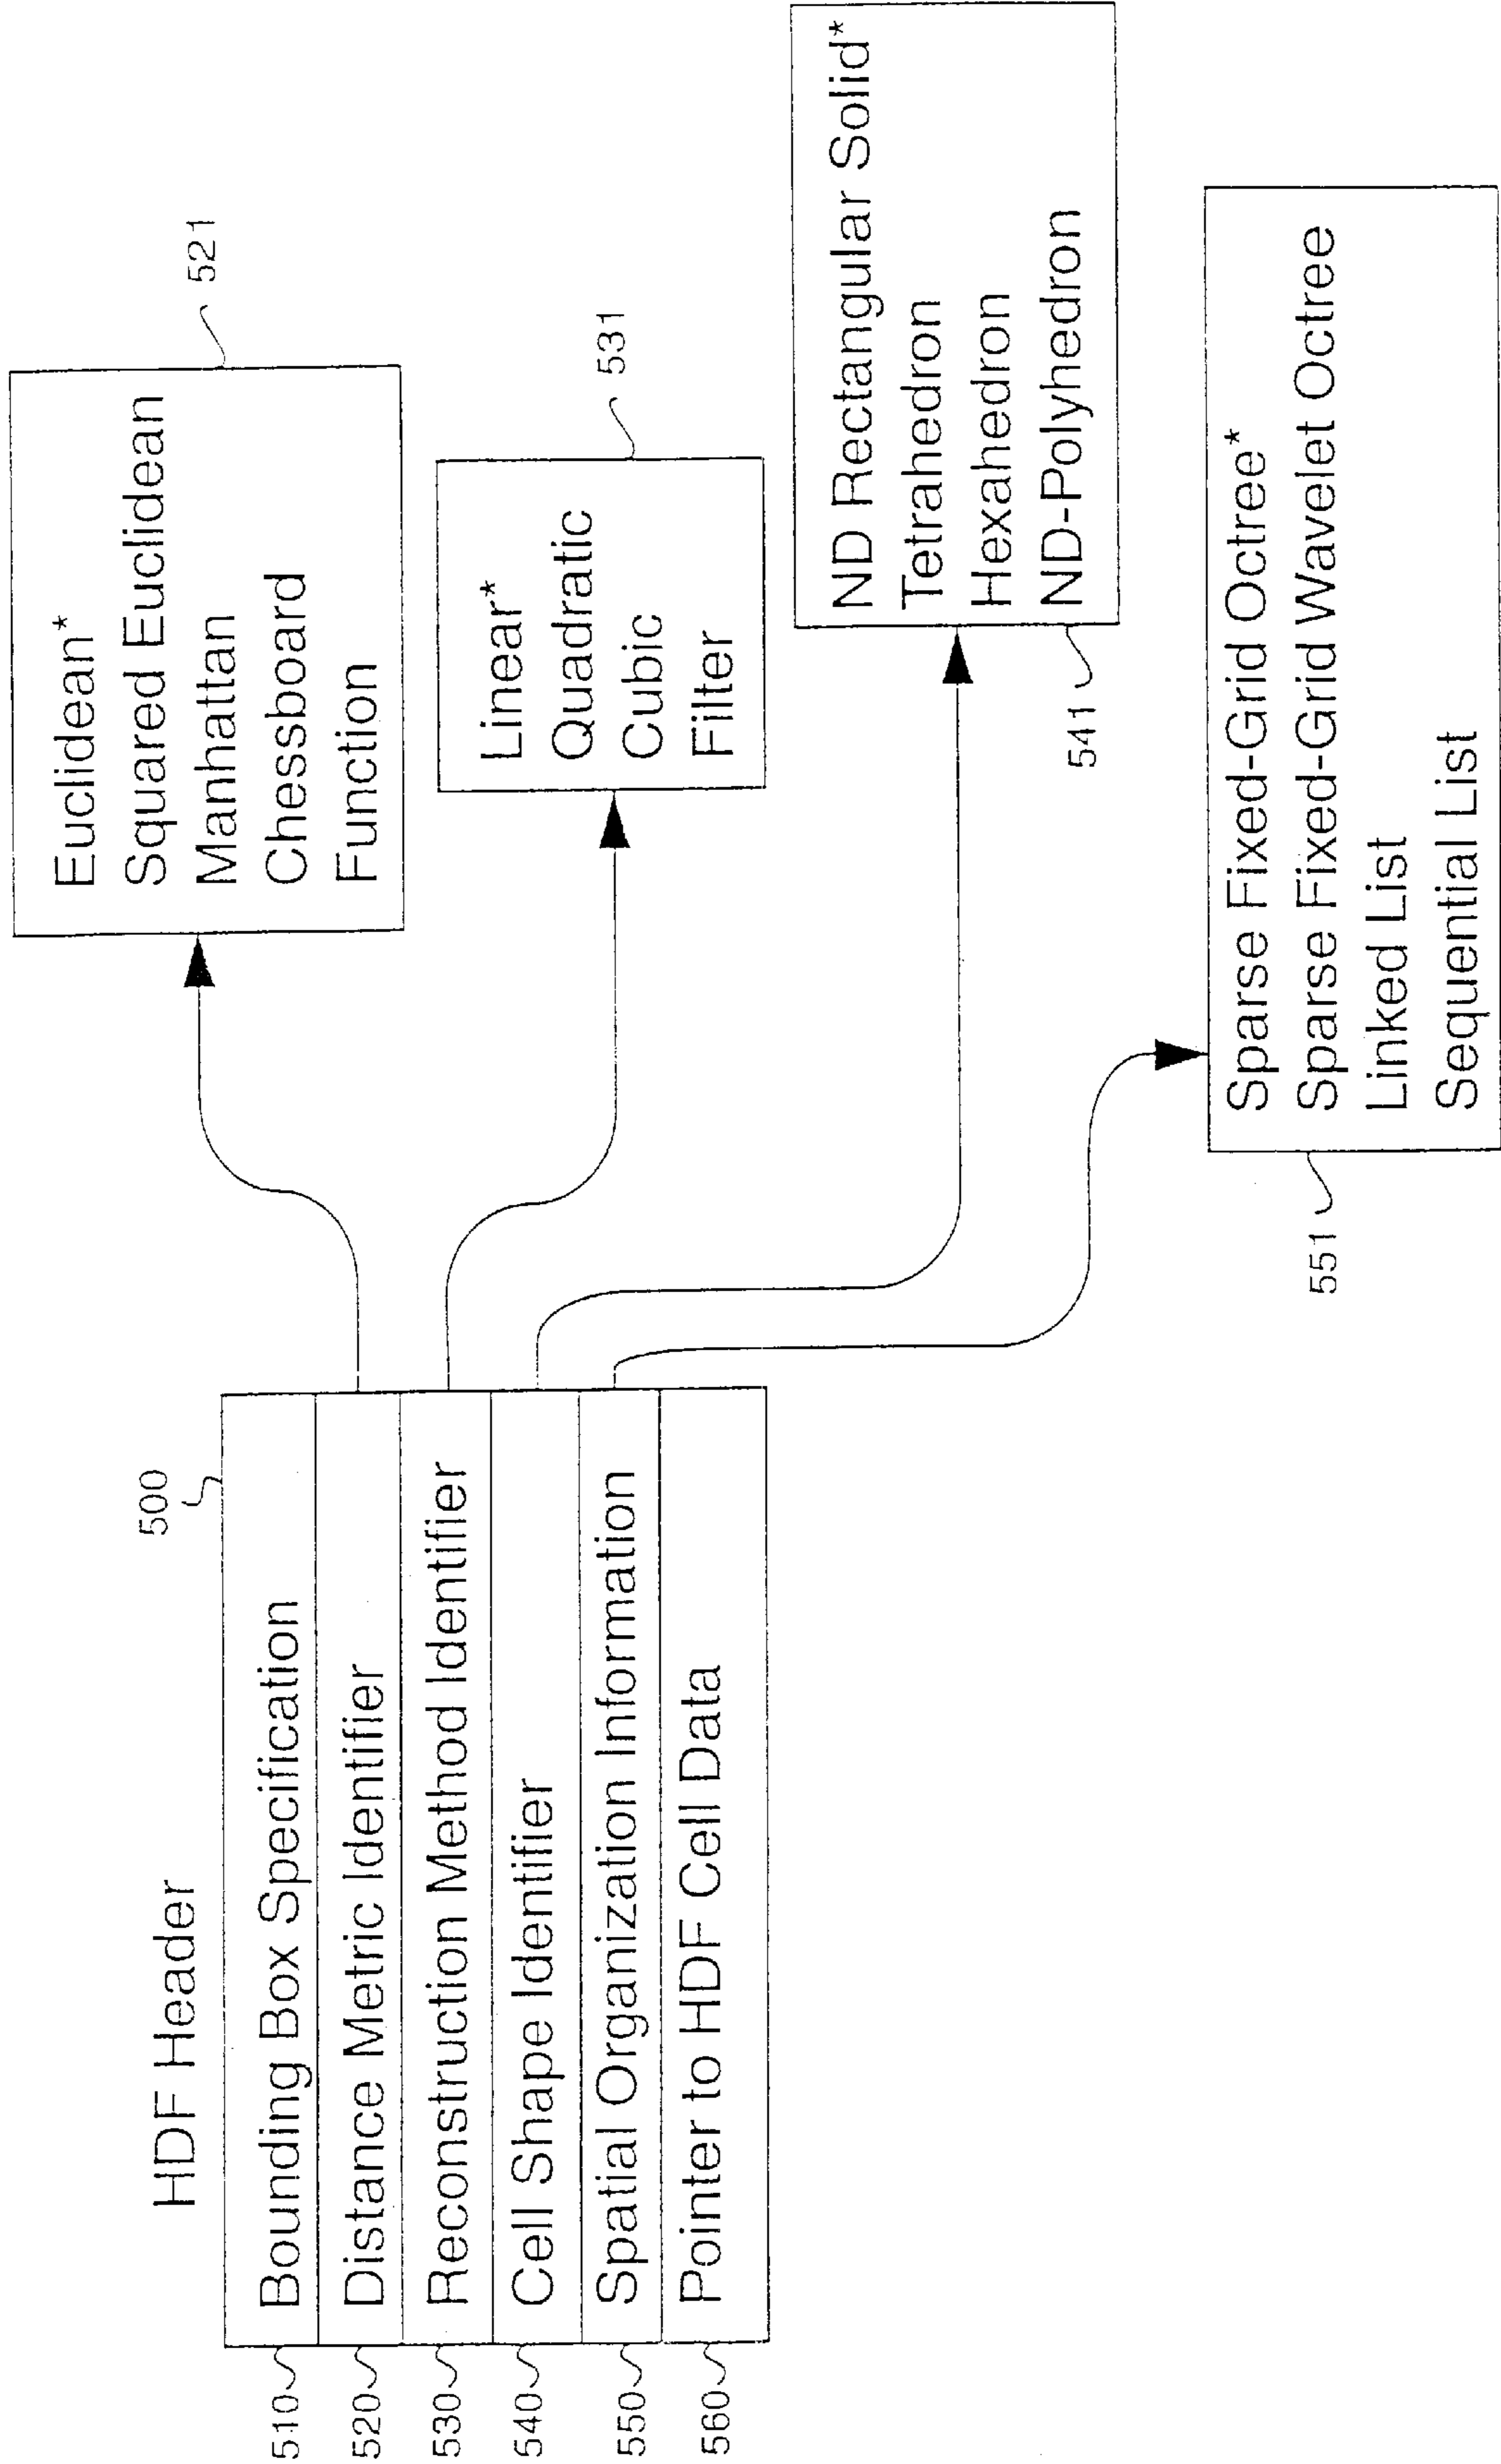 HDF Header
500
510
Bounding Box Specification
520
Distance Metric Identifier
530
Reconstruction Method Identifier
540
Cell Shape Identifier
550
Spatial Organization Information
560
Pointer to HDF Cell Data
Euclidean*
Squared Euclidean
Manhattan
Chessboard
Function
521
Linear*
Quadratic
Cubic
Filter
531
ND Rectangular Solid*
Tetrahedron
Hexahedron
ND-Polyhedron
541
Sparse Fixed-Grid Octree*
Sparse Fixed-Grid Wavelet Octree
Linked List
Sequential List
551